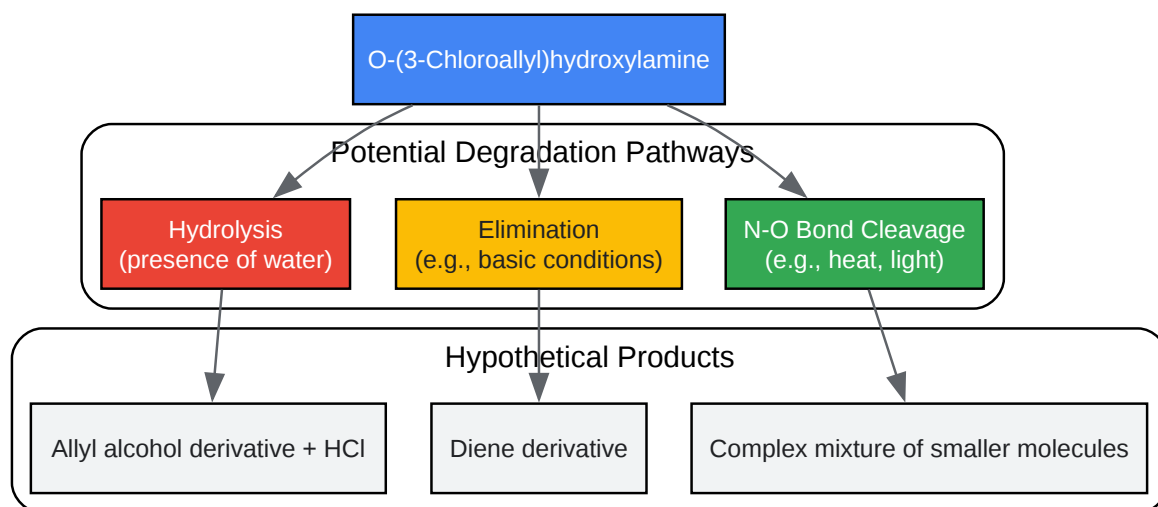 O-(3-Chloroallyl)hydroxylamine
Potential Degradation Pathways
Hydrolysis
(presence of water)
Elimination
(e.g., basic conditions)
N-O Bond Cleavage
(e.g., heat, light)
Hypothetical Products
Allyl alcohol derivative + HCl
Diene derivative
Complex mixture of smaller molecules